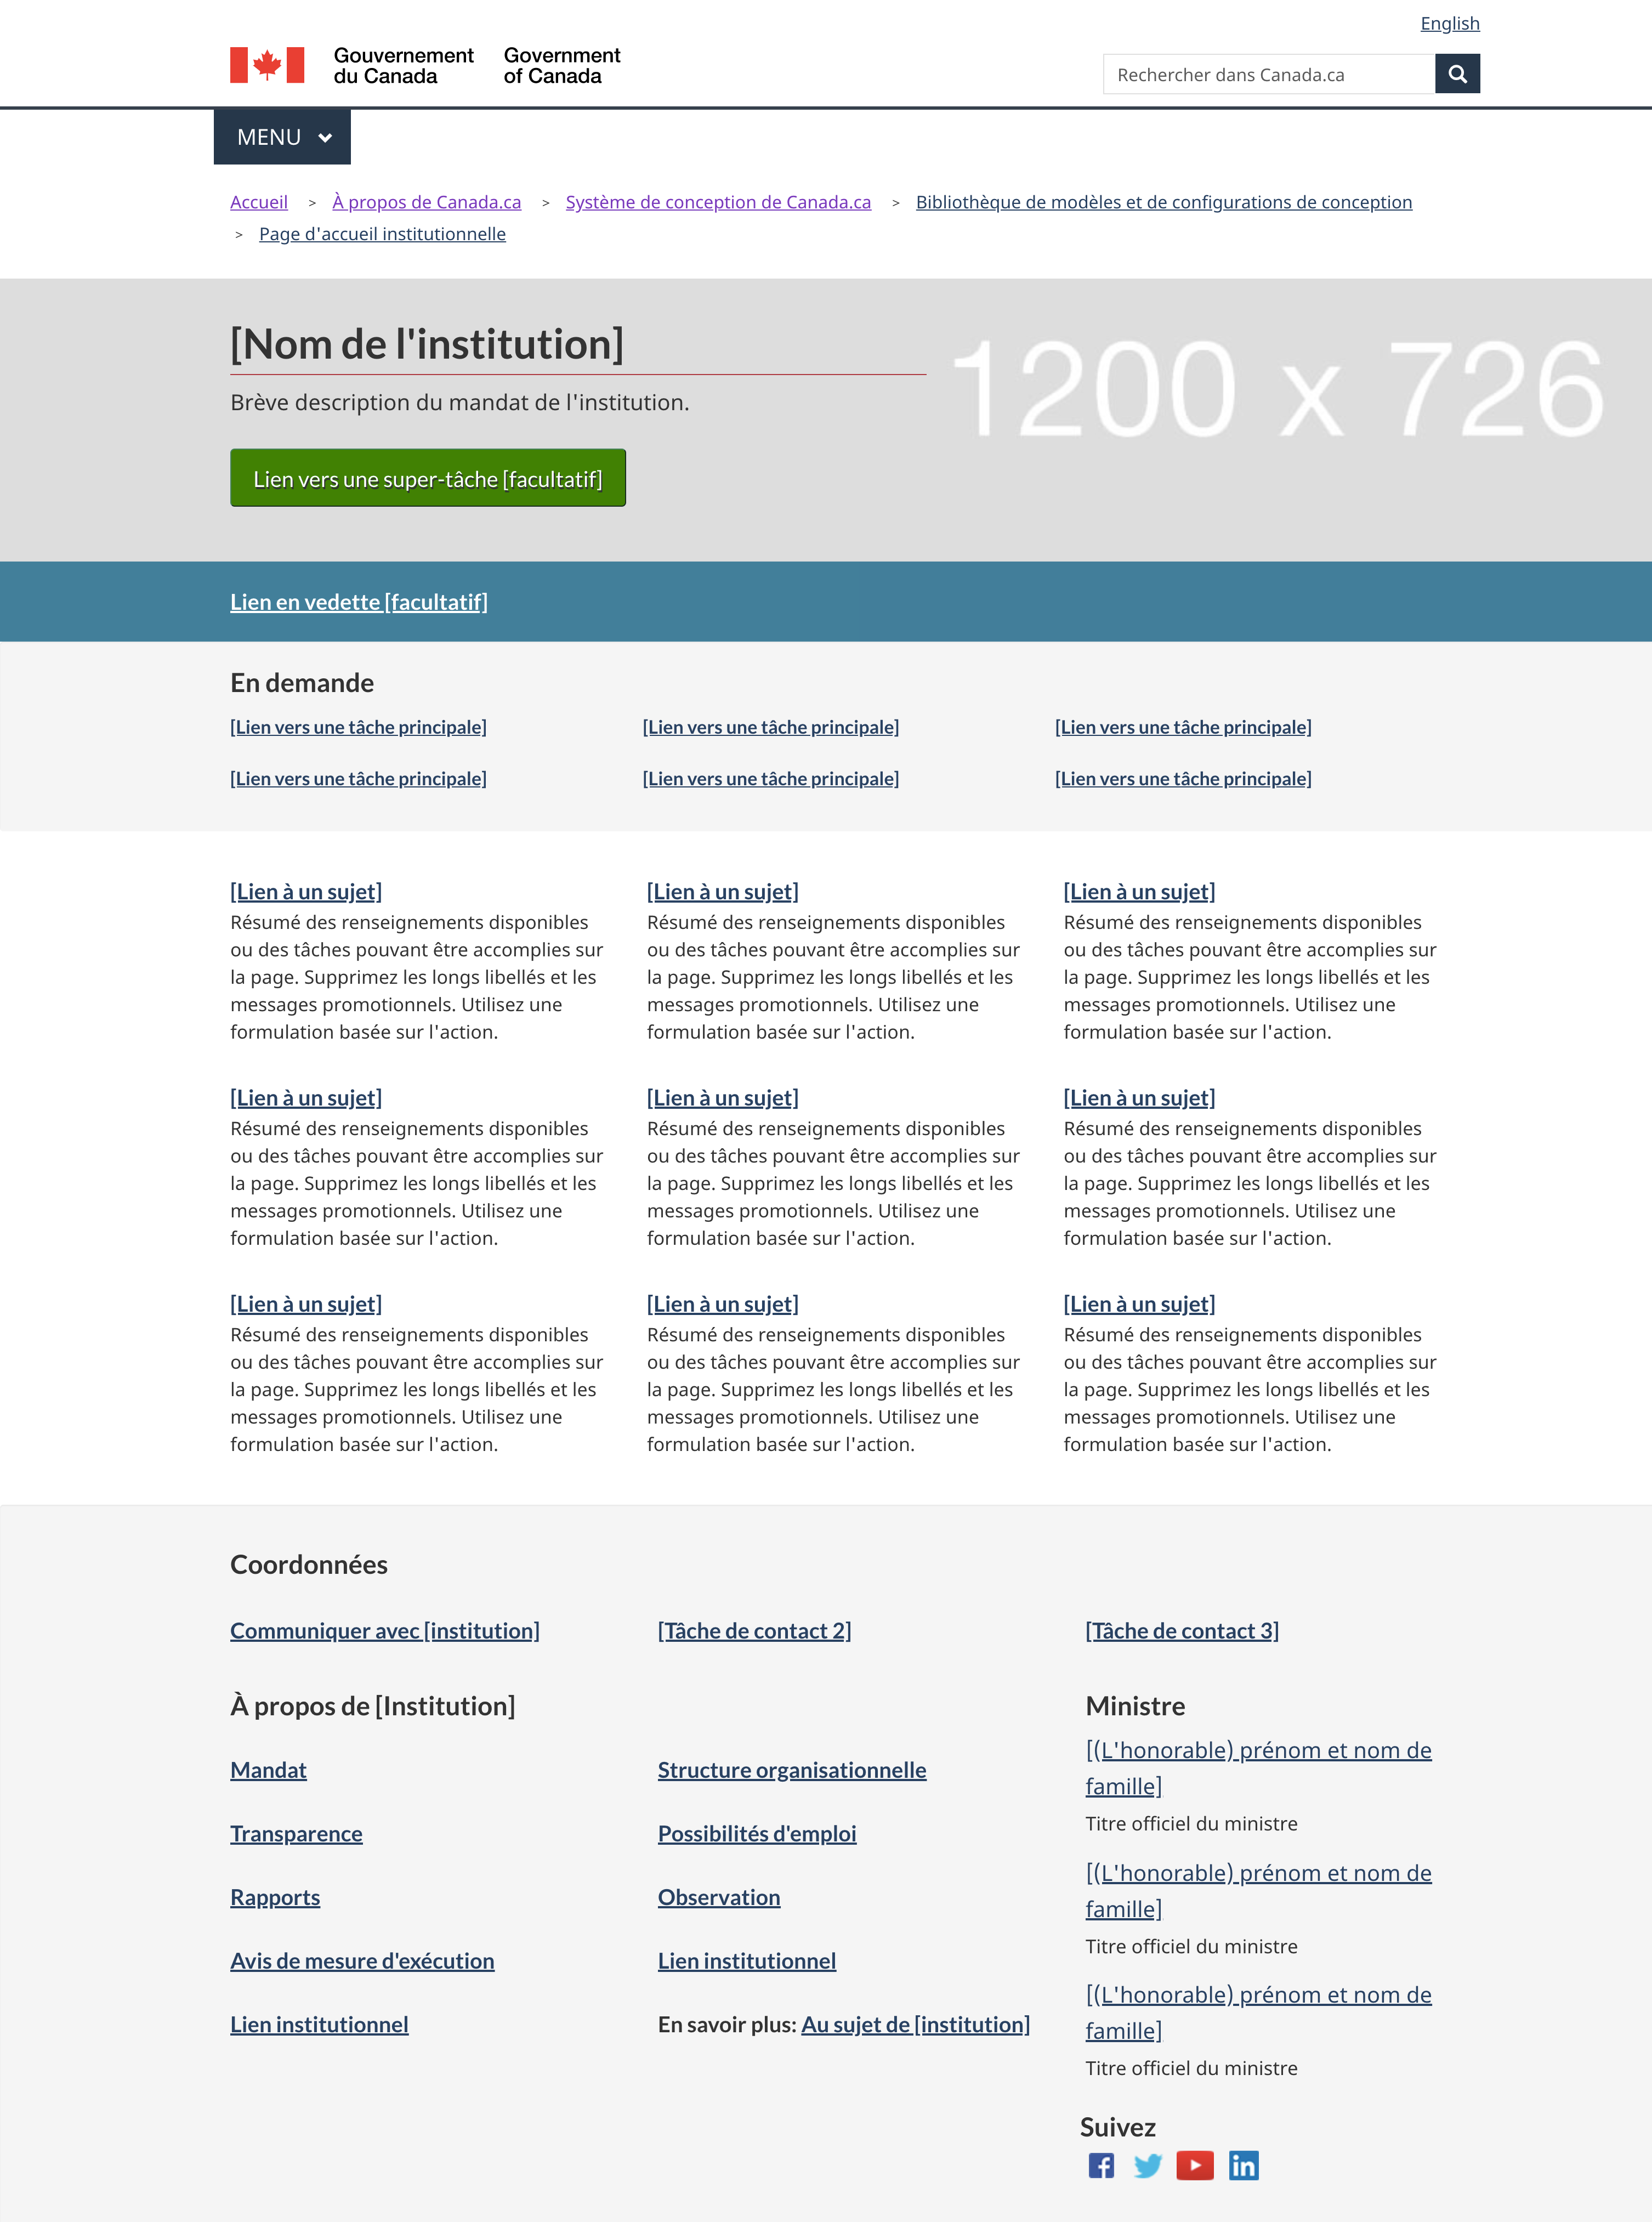 English
Gouvernement du Canada
Government of Canada
Rechercher dans Canada.ca
MENU
Accueil > À propos de Canada.ca > Système de conception de Canada.ca > Bibliothèque de modèles et de configurations de conception
> Page d'accueil institutionnelle
[Nom de l'institution]
1200 x 726
Brève description du mandat de l'institution.
Lien vers une super-tâche [facultatif]
Lien en vedette [facultatif]
En demande
[Lien vers une tâche principale] [Lien vers une tâche principale] [Lien vers une tâche principale]
[Lien vers une tâche principale] [Lien vers une tâche principale] [Lien vers une tâche principale]
[Lien à un sujet]
Résumé des renseignements disponibles
ou des tâches pouvant être accomplies sur
la page. Supprimez les longs libellés et les
messages promotionnels. Utilisez une
formulation basée sur l'action.
[Lien à un sujet]
Résumé des renseignements disponibles
ou des tâches pouvant être accomplies sur
la page. Supprimez les longs libellés et les
messages promotionnels. Utilisez une
formulation basée sur l'action.
[Lien à un sujet]
Résumé des renseignements disponibles
ou des tâches pouvant être accomplies sur
la page. Supprimez les longs libellés et les
messages promotionnels. Utilisez une
formulation basée sur l'action.
[Lien à un sujet]
Résumé des renseignements disponibles
ou des tâches pouvant être accomplies sur
la page. Supprimez les longs libellés et les
messages promotionnels. Utilisez une
formulation basée sur l'action.
[Lien à un sujet]
Résumé des renseignements disponibles
ou des tâches pouvant être accomplies sur
la page. Supprimez les longs libellés et les
messages promotionnels. Utilisez une
formulation basée sur l'action.
[Lien à un sujet]
Résumé des renseignements disponibles
ou des tâches pouvant être accomplies sur
la page. Supprimez les longs libellés et les
messages promotionnels. Utilisez une
formulation basée sur l'action.
[Lien à un sujet]
Résumé des renseignements disponibles
ou des tâches pouvant être accomplies sur
la page. Supprimez les longs libellés et les
messages promotionnels. Utilisez une
formulation basée sur l'action.
[Lien à un sujet]
Résumé des renseignements disponibles
ou des tâches pouvant être accomplies sur
la page. Supprimez les longs libellés et les
messages promotionnels. Utilisez une
formulation basée sur l'action.
[Lien à un sujet]
Résumé des renseignements disponibles
ou des tâches pouvant être accomplies sur
la page. Supprimez les longs libellés et les
messages promotionnels. Utilisez une
formulation basée sur l'action.
Coordonnées
Communiquer avec [institution] [Tâche de contact 2] [Tâche de contact 3]
À propos de [Institution]
Mandat
Structure organisationnelle
Transparence
Possibilités d'emploi
Rapports
Observation
Avis de mesure d'exécution
Lien institutionnel
Lien institutionnel
En savoir plus: Au sujet de [institution]
Ministre
[(L'honorable) prénom et nom de
famille]
Titre officiel du ministre
[(L'honorable) prénom et nom de
famille]
Titre officiel du ministre
[(L'honorable) prénom et nom de
famille]
Titre officiel du ministre
Suivez